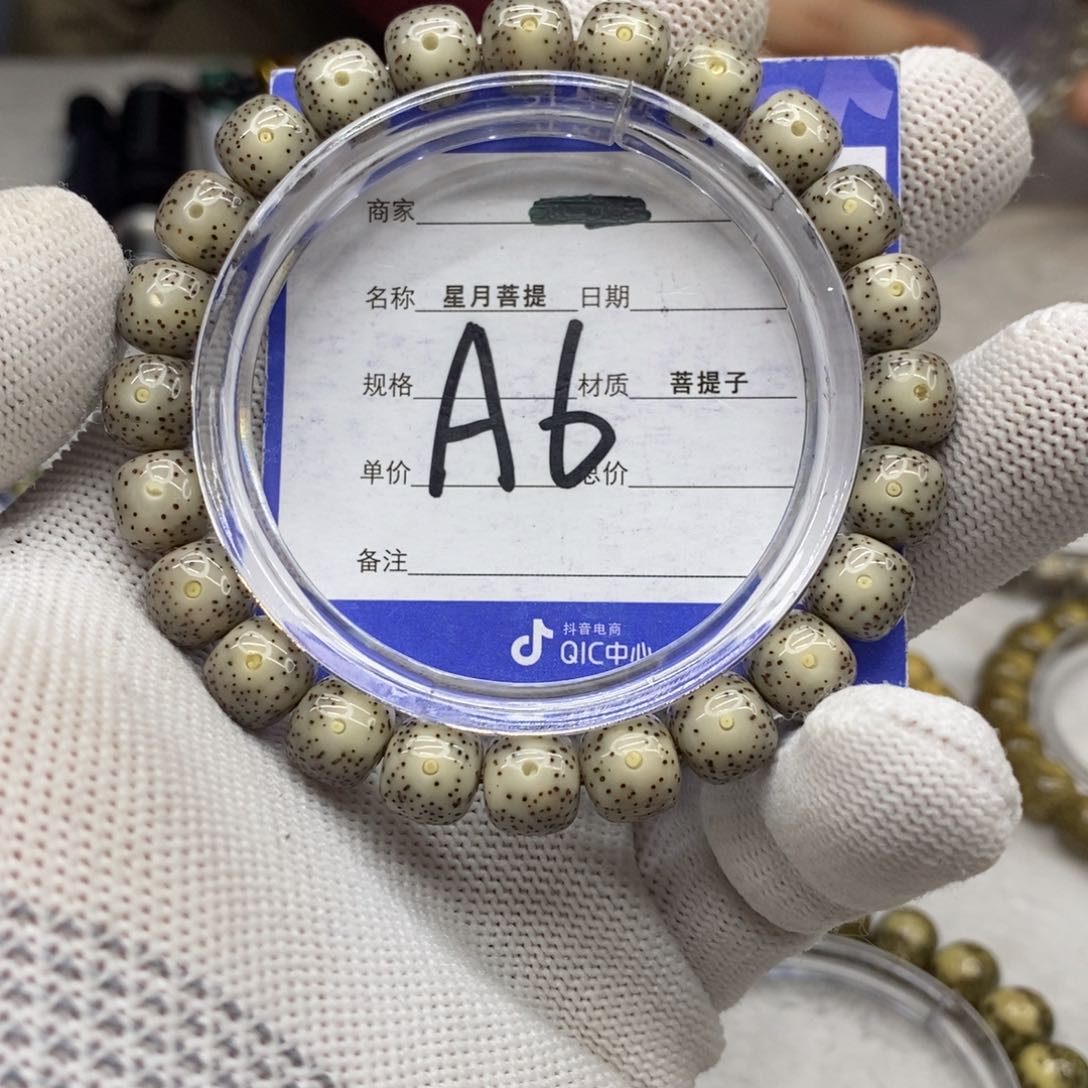 商家
名称 星月菩提 日期
规格 材质 菩提子
A6
单价 总价
备注
抖音电商
QIC中心